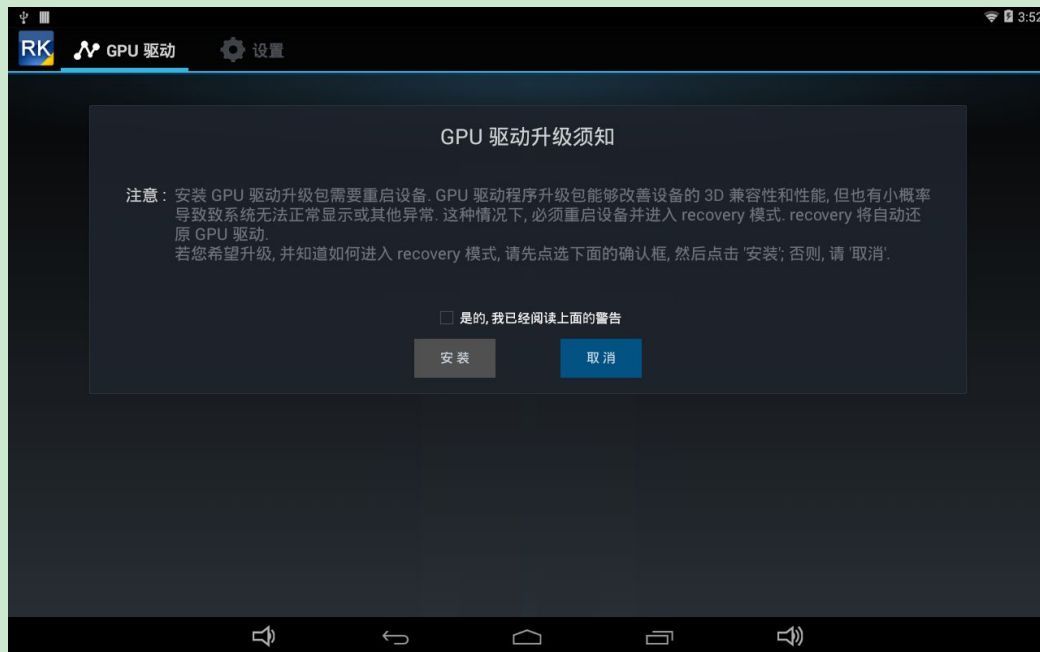 3:52
RK
GPU 驱动
设置
GPU 驱动升级须知
注意 : 安装 GPU 驱动升级包需要重启设备. GPU 驱动程序升级包能够改善设备的 3D 兼容性和性能, 但也有小概率
导致致系统无法正常显示或其他异常. 这种情况下, 必须重启设备并进入 recovery 模式. recovery 将自动还
原 GPU 驱动.
若您希望升级, 并知道如何进入 recovery 模式, 请先点选下面的确认框, 然后点击 '安装'; 否则, 请 '取消'.
是的, 我已经阅读上面的警告
安 装
取 消